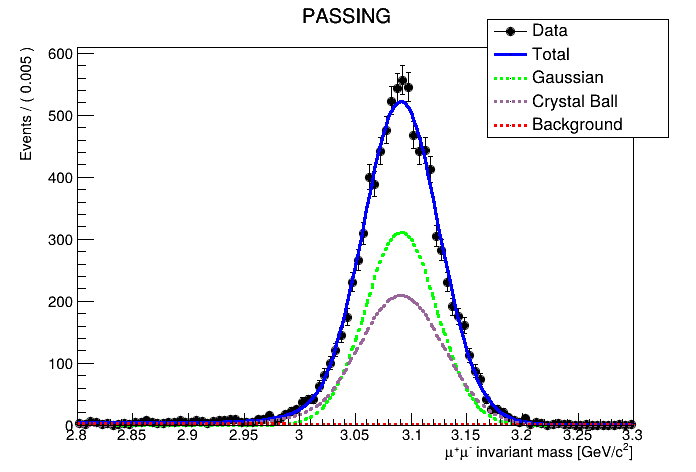 PASSING
Data
Total
Gaussian
Crystal Ball
Background
Events / ( 0.005 )
600
500
400
300
200
100
0
2.8 2.85 2.9 2.95 3 3.05 3.1 3.15 3.2 3.25 3.3
μ⁺μ⁻ invariant mass [GeV/c²]